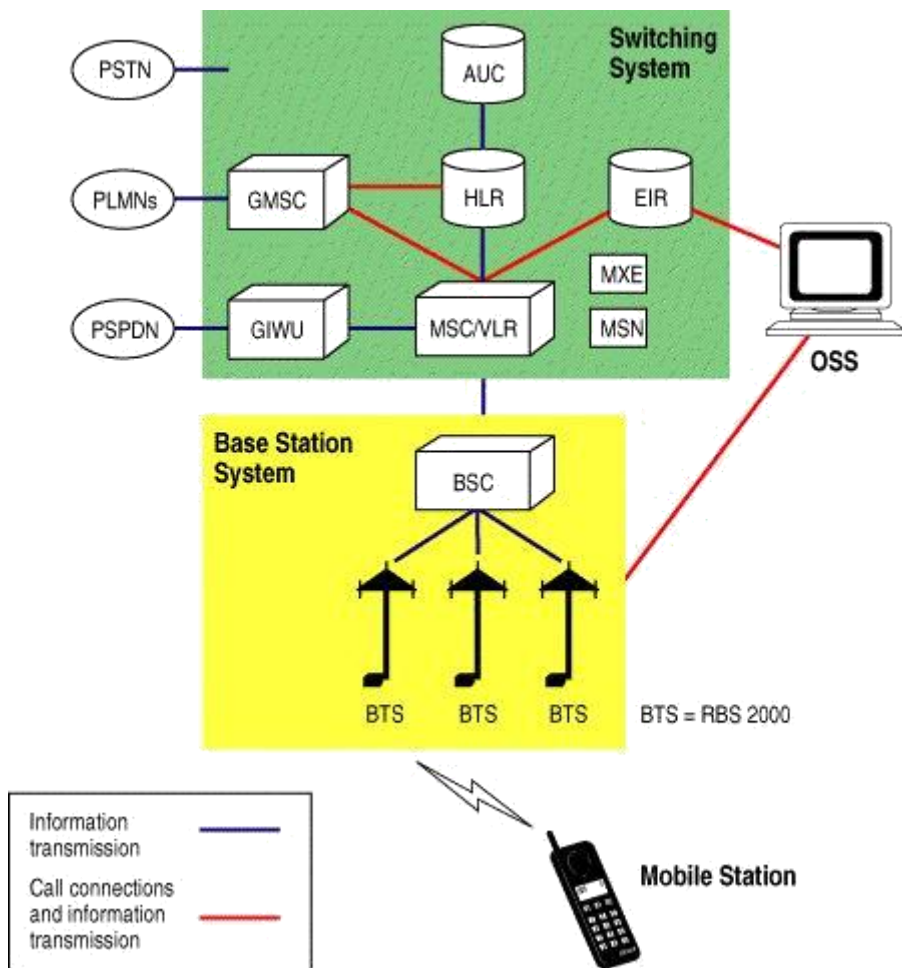 Switching
System
PSTN
AUC
PLMNs
GMSC
HLR
EIR
MXE
PSPDN
GIWU
MSC/VLR
MSN
OSS
Base Station
System
BSC
BTS
BTS
BTS
BTS = RBS 2000
Information
transmission
Call connections
and information
transmission
Mobile Station